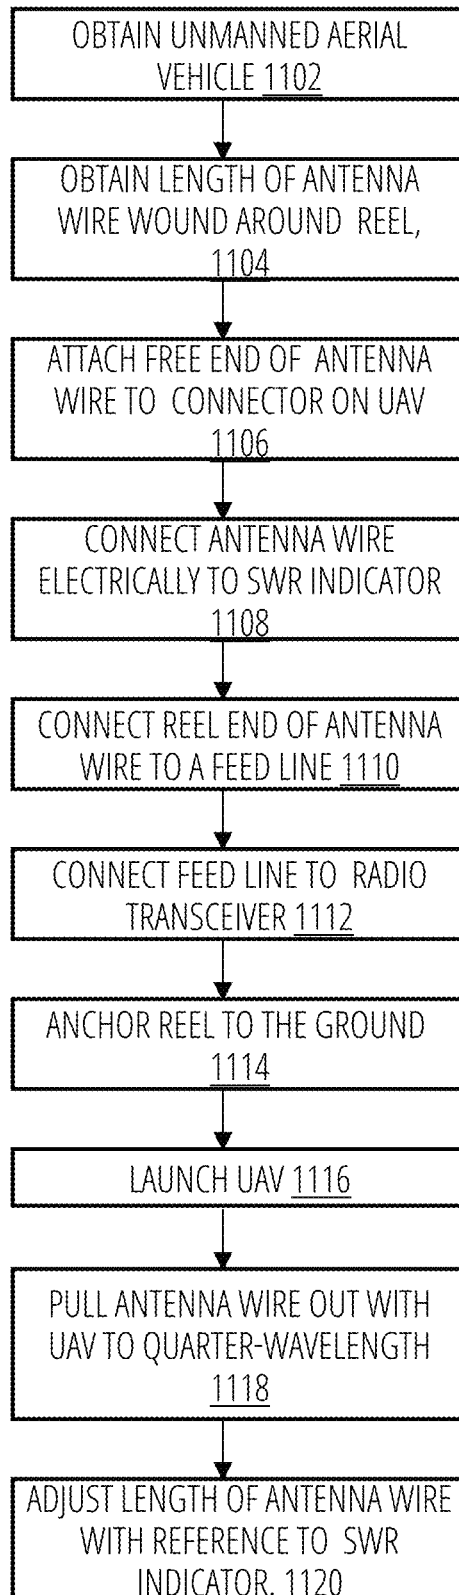 OBTAIN UNMANNED AERIAL
VEHICLE 1102
OBTAIN LENGTH OF ANTENNA
WIRE WOUND AROUND REEL,
1104
ATTACH FREE END OF ANTENNA
WIRE TO CONNECTOR ON UAV
1106
CONNECT ANTENNA WIRE
ELECTRICALLY TO SWR INDICATOR
1108
CONNECT REEL END OF ANTENNA
WIRE TO A FEED LINE 1110
CONNECT FEED LINE TO RADIO
TRANSCEIVER 1112
ANCHOR REEL TO THE GROUND
1114
LAUNCH UAV 1116
PULL ANTENNA WIRE OUT WITH
UAV TO QUARTER-WAVELENGTH
1118
ADJUST LENGTH OF ANTENNA WIRE
WITH REFERENCE TO SWR
INDICATOR. 1120